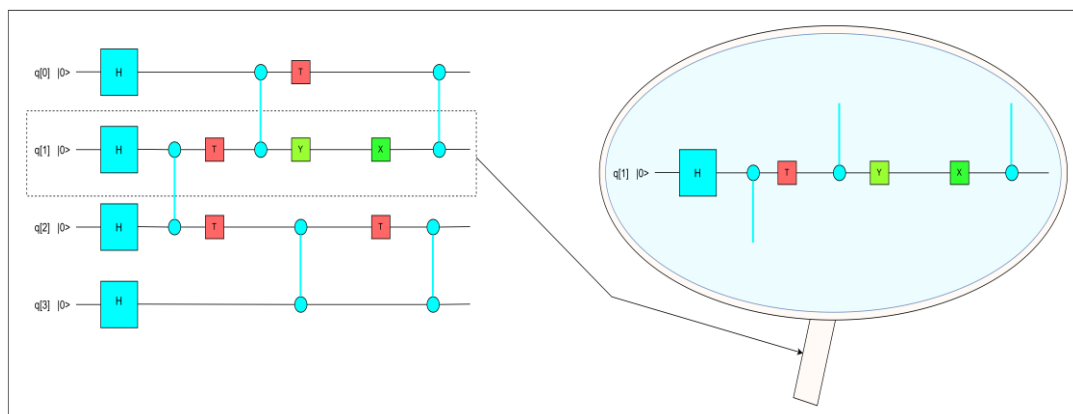 q[0] |0> H T
q[1] |0> H T Y X
q[2] |0> H T T
q[3] |0> H
q[1] |0> H T Y X